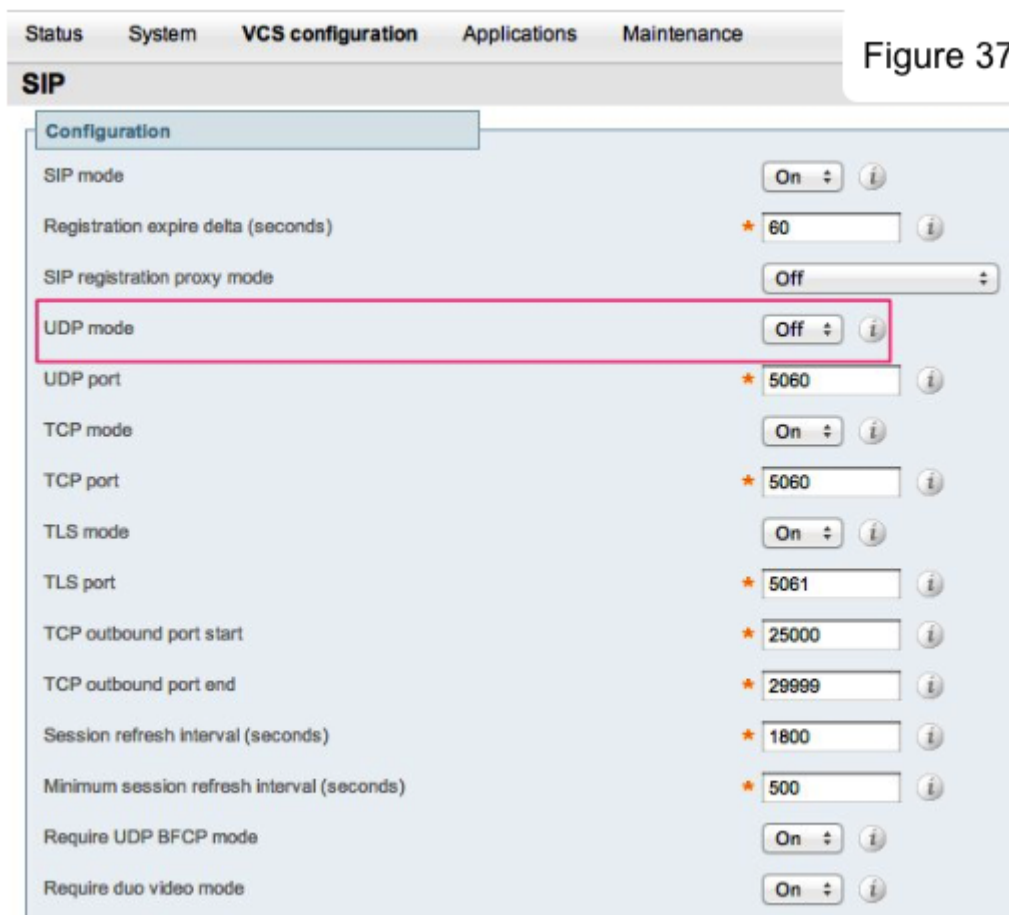 Status System VCS configuration Applications Maintenance
Figure 37
SIP
Configuration
SIP mode On i
Registration expire delta (seconds) * 60 i
SIP registration proxy mode Off
UDP mode Off i
UDP port * 5060 i
TCP mode On i
TCP port * 5060 i
TLS mode On i
TLS port * 5061 i
TCP outbound port start * 25000 i
TCP outbound port end * 29999 i
Session refresh interval (seconds) * 1800 i
Minimum session refresh interval (seconds) * 500 i
Require UDP BFCP mode On i
Require duo video mode On i